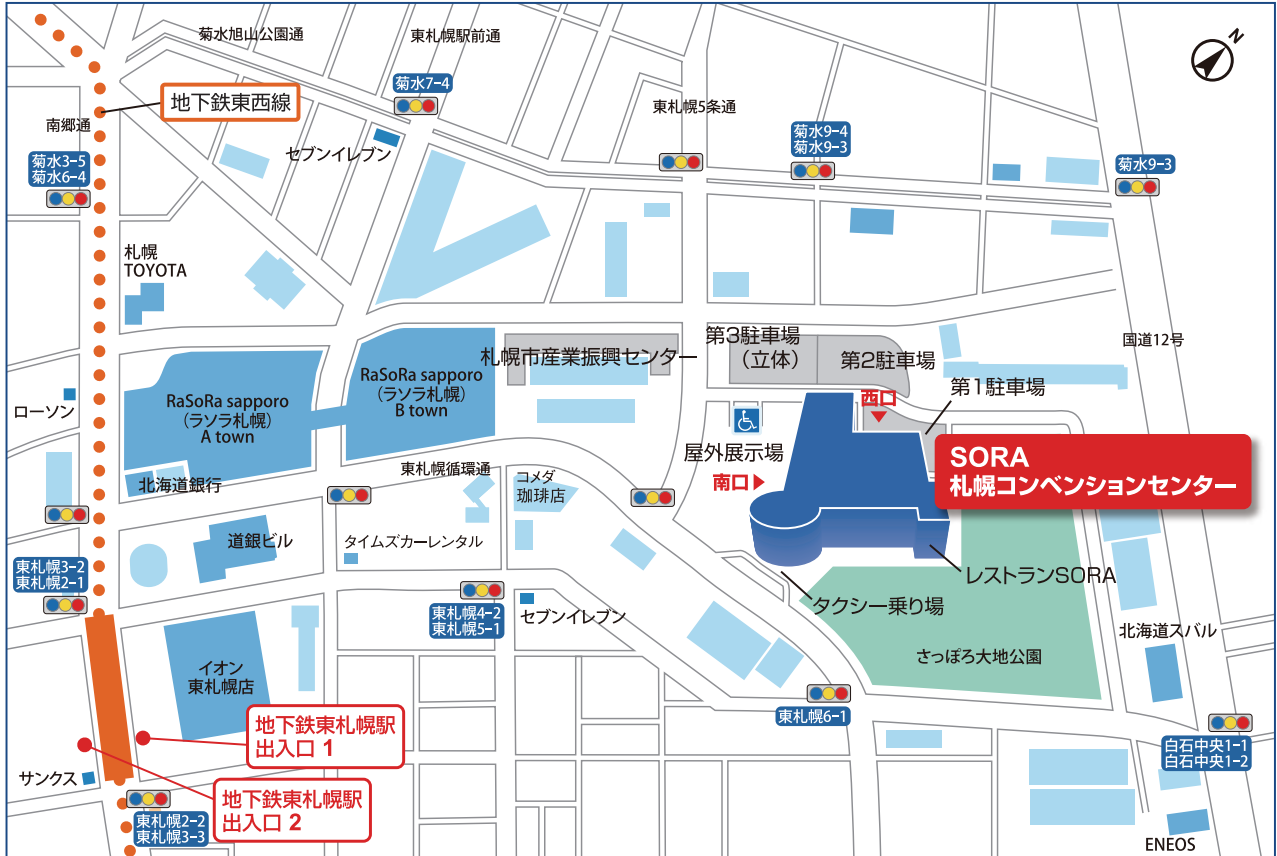 菊水旭山公園通
東札幌駅前通
N
菊水7-4
地下鉄東西線
東札幌5条通
南郷通
菊水9-4
菊水9-3
セブンイレブン
菊水3-5
菊水6-4
菊水9-3
札幌
TOYOTA
第3駐車場
（立体）
国道12号
札幌市産業振興センター
第2駐車場
RaSoRa sapporo
（ラソラ札幌）
B town
第1駐車場
RaSoRa sapporo
（ラソラ札幌）
A town
西口
ローソン
屋外展示場
SORA
札幌コンベンションセンター
東札幌循環通
コメダ
珈琲店
南口
北海道銀行
道銀ビル
タイムズカーレンタル
東札幌3-2
東札幌2-1
レストランSORA
東札幌4-2
東札幌5-1
セブンイレブン
タクシー乗り場
北海道スバル
さっぽろ大地公園
イオン
東札幌店
東札幌6-1
地下鉄東札幌駅
出入口 1
白石中央1-1
白石中央1-2
サンクス
地下鉄東札幌駅
出入口 2
東札幌2-2
東札幌3-3
ENEOS